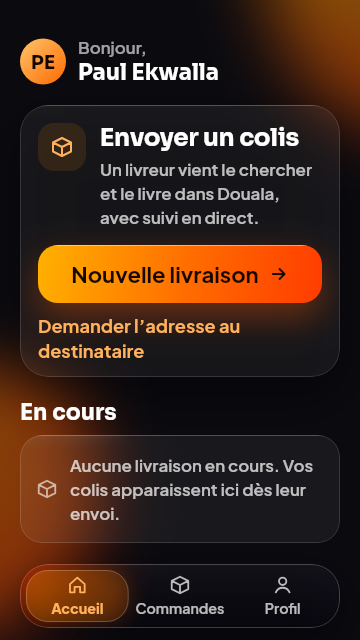 PE
Bonjour,
Paul Ekwalla
Envoyer un colis
Un livreur vient le chercher
et le livre dans Douala,
avec suivi en direct.
Nouvelle livraison →
Demander l’adresse au
destinataire
En cours
Aucune livraison en cours. Vos
colis apparaissent ici dès leur
envoi.
Accueil
Commandes
Profil